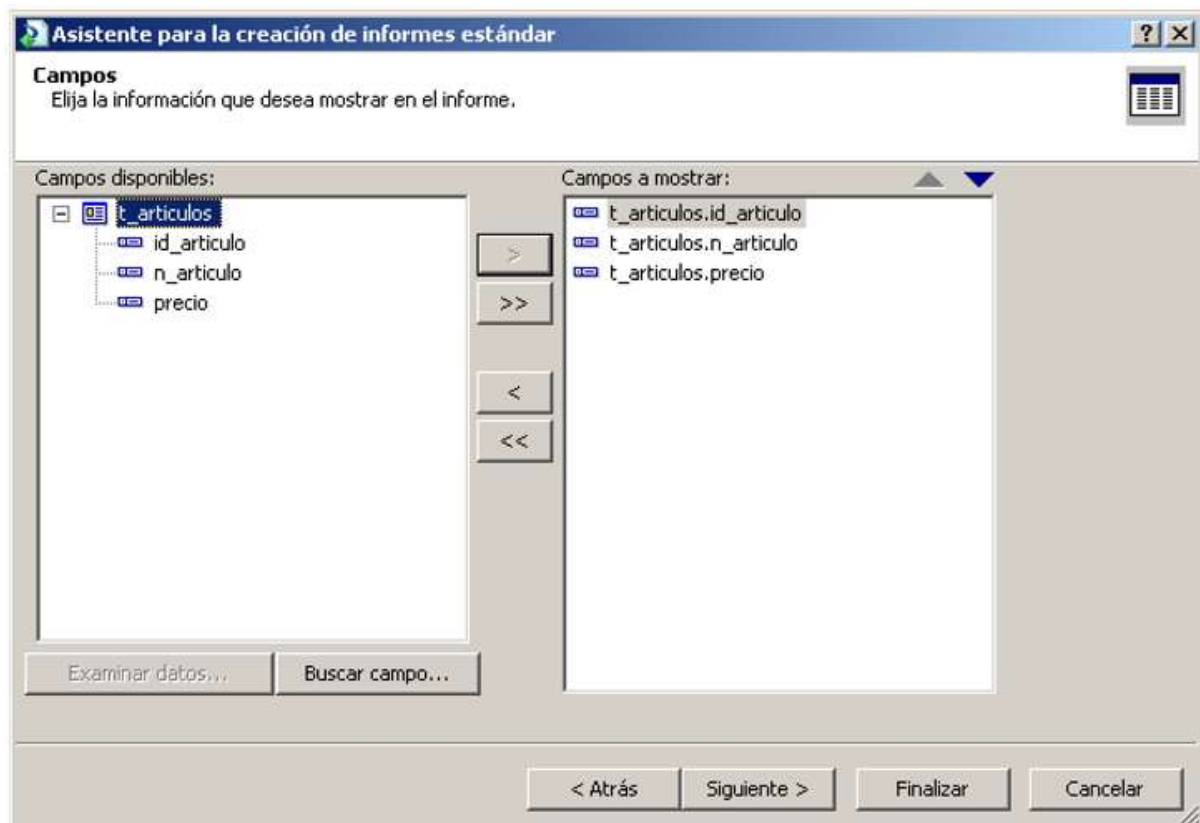 Asistente para la creación de informes estándar
Campos
Elija la información que desea mostrar en el informe.
Campos disponibles:
t_articulos
id_articulo
n_articulo
precio
>
>>
<
<<
Campos a mostrar:
t_articulos.id_articulo
t_articulos.n_articulo
t_articulos.precio
Examinar datos...
Buscar campo...
< Atrás
Siguiente >
Finalizar
Cancelar